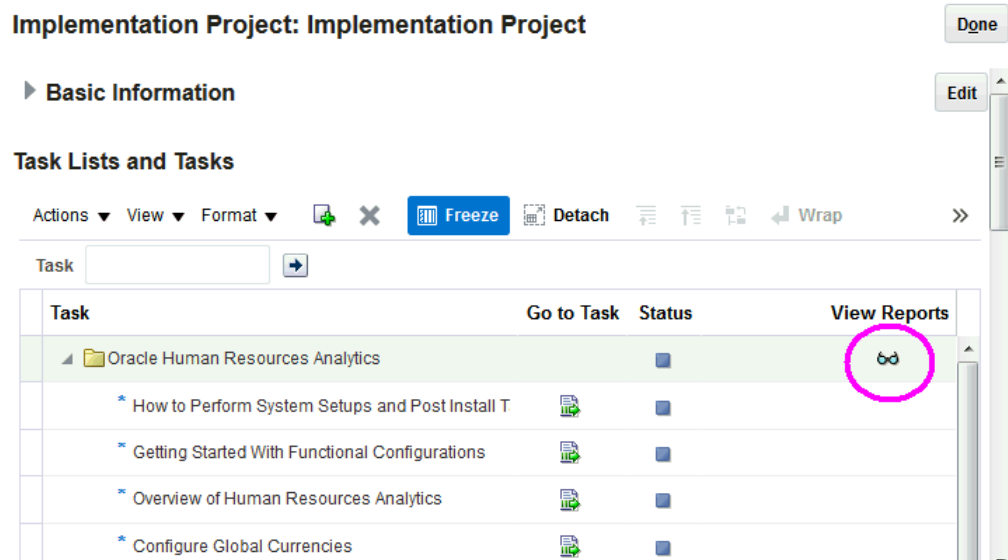 Implementation Project: Implementation Project
Done
Basic Information
Edit
Task Lists and Tasks
Actions View Format Freeze Detach Wrap
Task
Task Go to Task Status View Reports
Oracle Human Resources Analytics
* How to Perform System Setups and Post Install T
* Getting Started With Functional Configurations
* Overview of Human Resources Analytics
* Configure Global Currencies